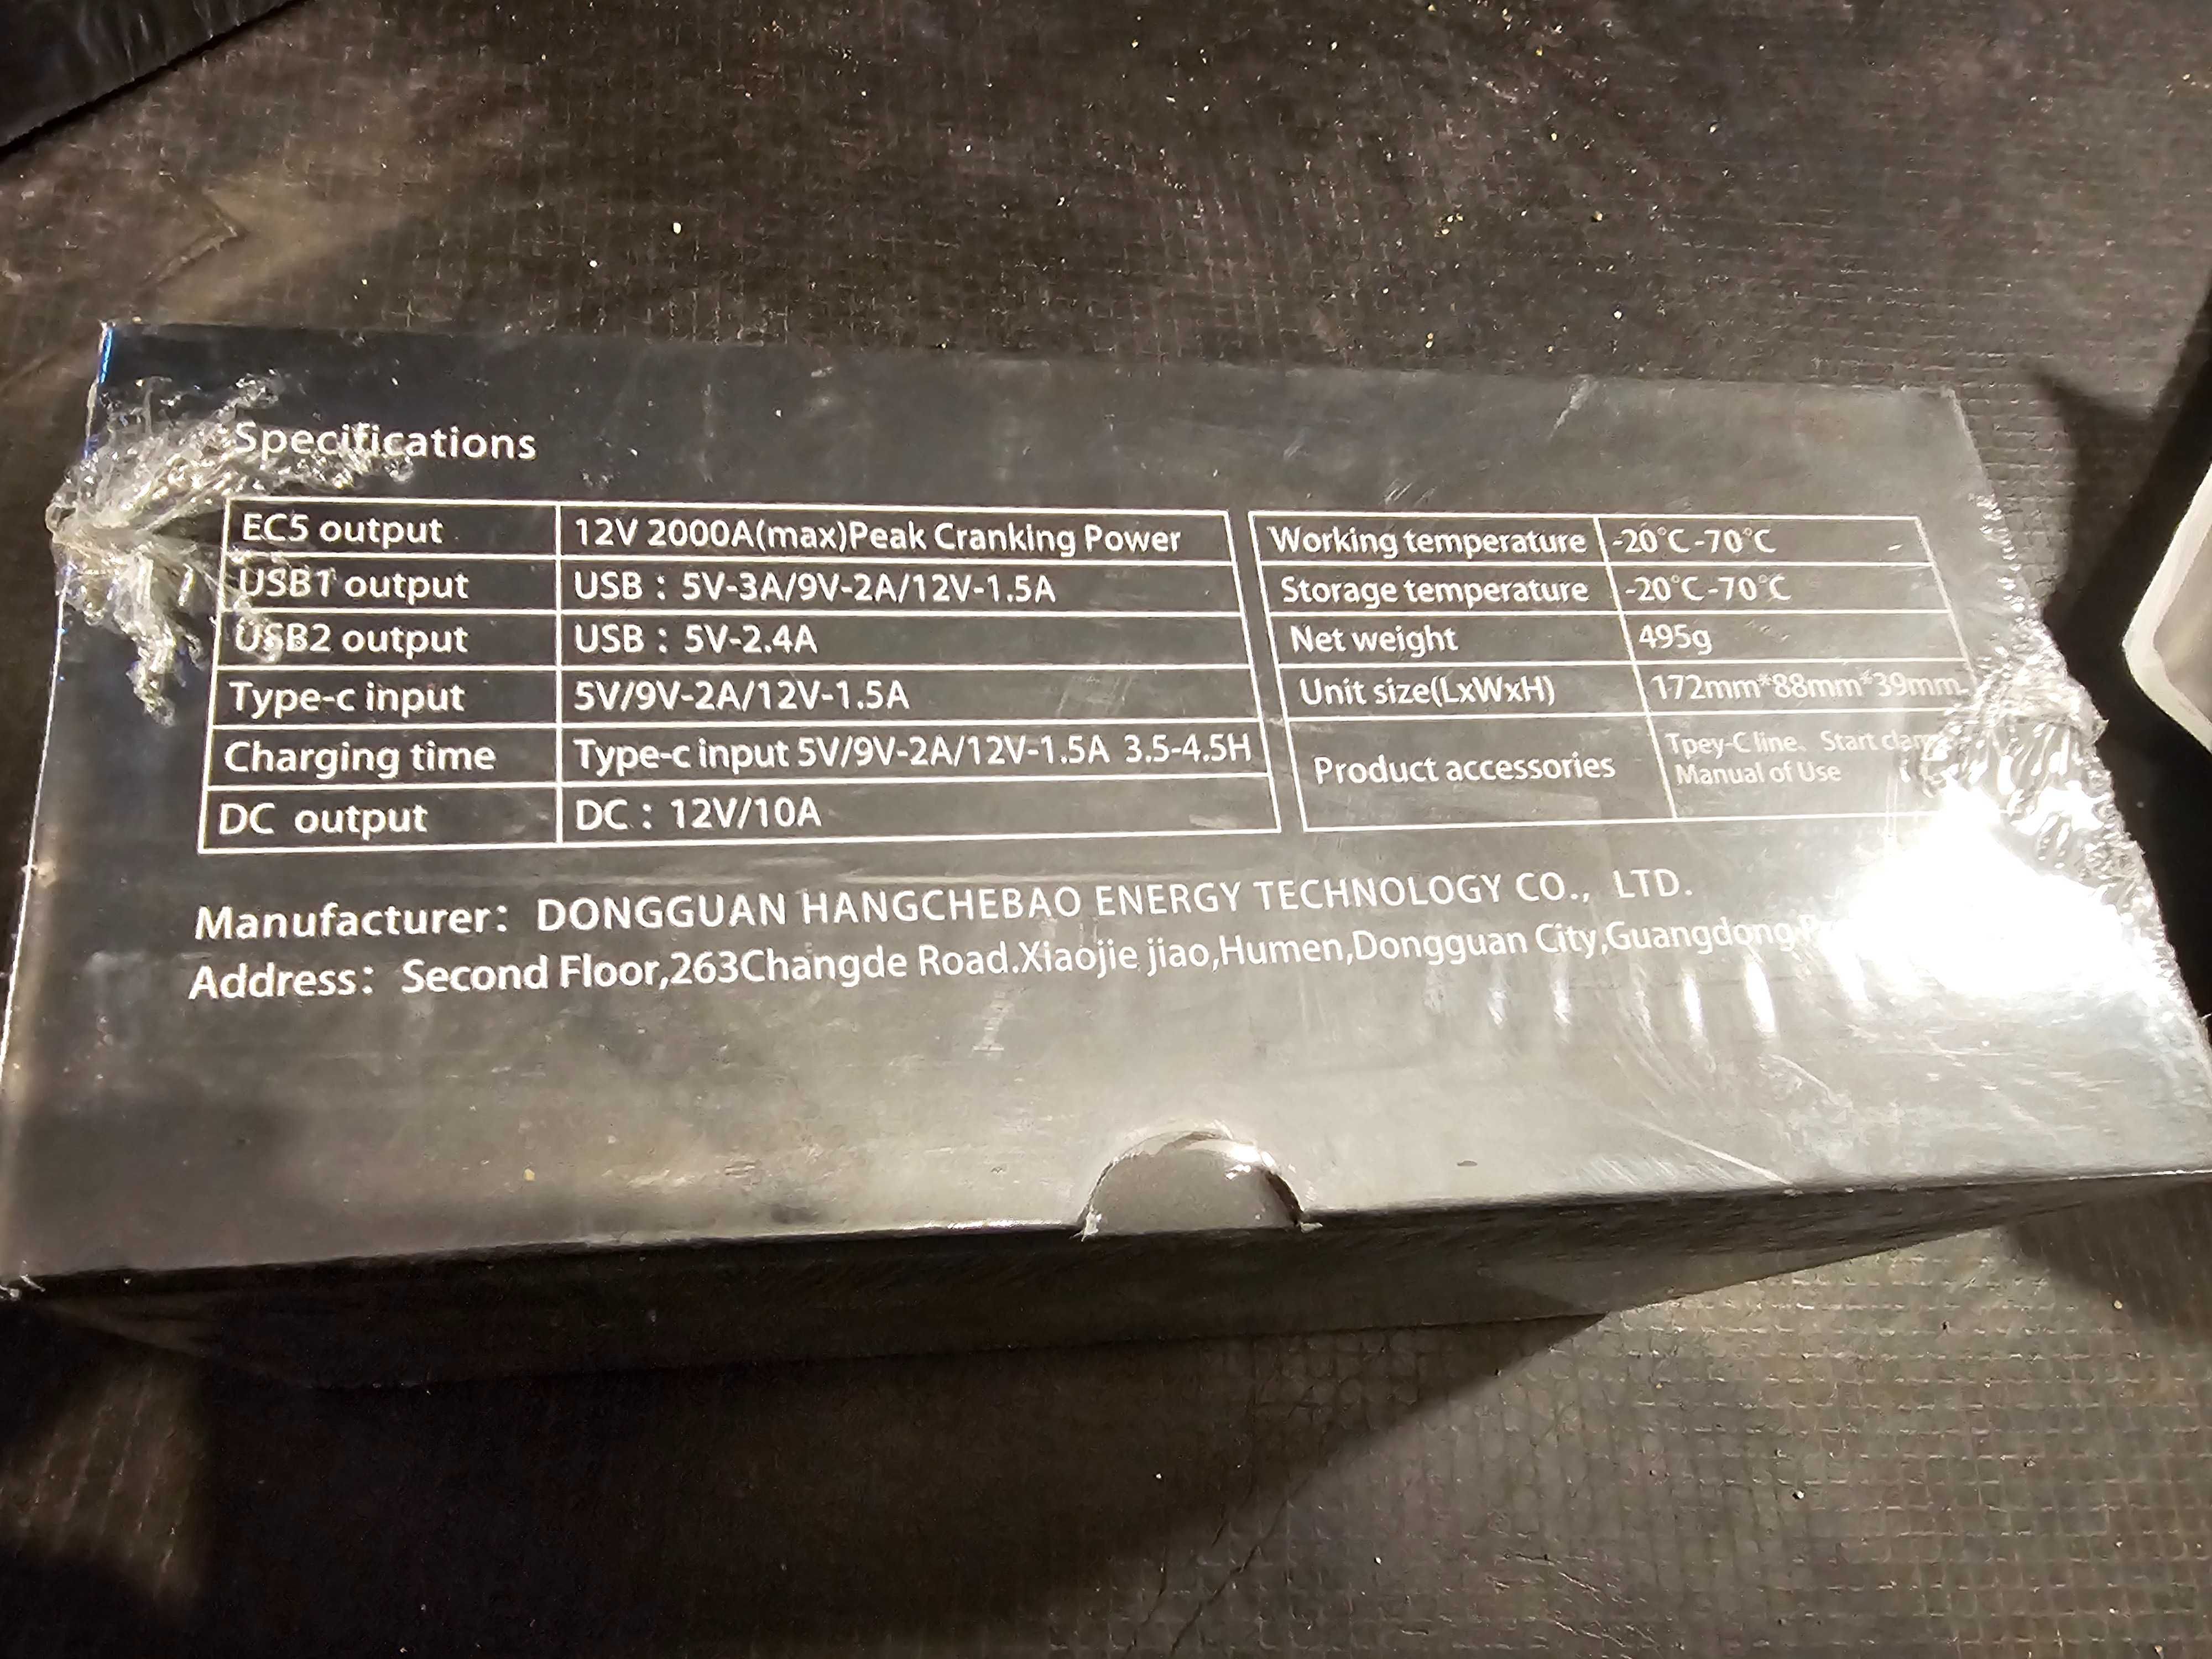 Specifications
EC5 output 12V 2000A(max)Peak Cranking Power
USB1 output USB : 5V-3A/9V-2A/12V-1.5A
USB2 output USB : 5V-2.4A
Type-c input 5V/9V-2A/12V-1.5A
Charging time Type-c input 5V/9V-2A/12V-1.5A 3.5-4.5H
DC output DC : 12V/10A
Working temperature -20°C-70°C
Storage temperature -20°C-70°C
Net weight 495g
Unit size(LxWxH) 172mm*88mm*39mm
Product accessories Tpey-C line、Start
Manual of Use
Manufacturer: DONGGUAN HANGCHEBAO ENERGY TECHNOLOGY CO., LTD.
Address: Second Floor,263Changde Road.Xiaojie jiao,Humen,Dongguan City,Guangdong